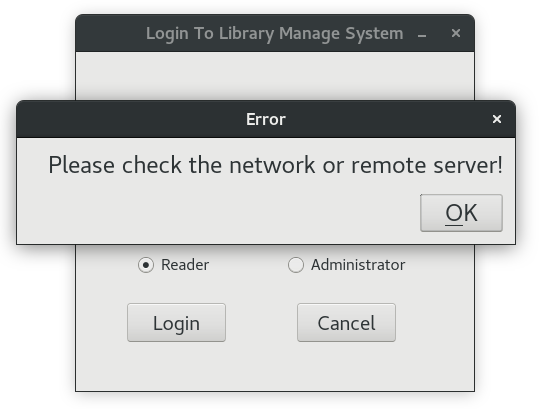 Login To Library Manage System
Error
Please check the network or remote server!
OK
Reader Administrator
Login Cancel